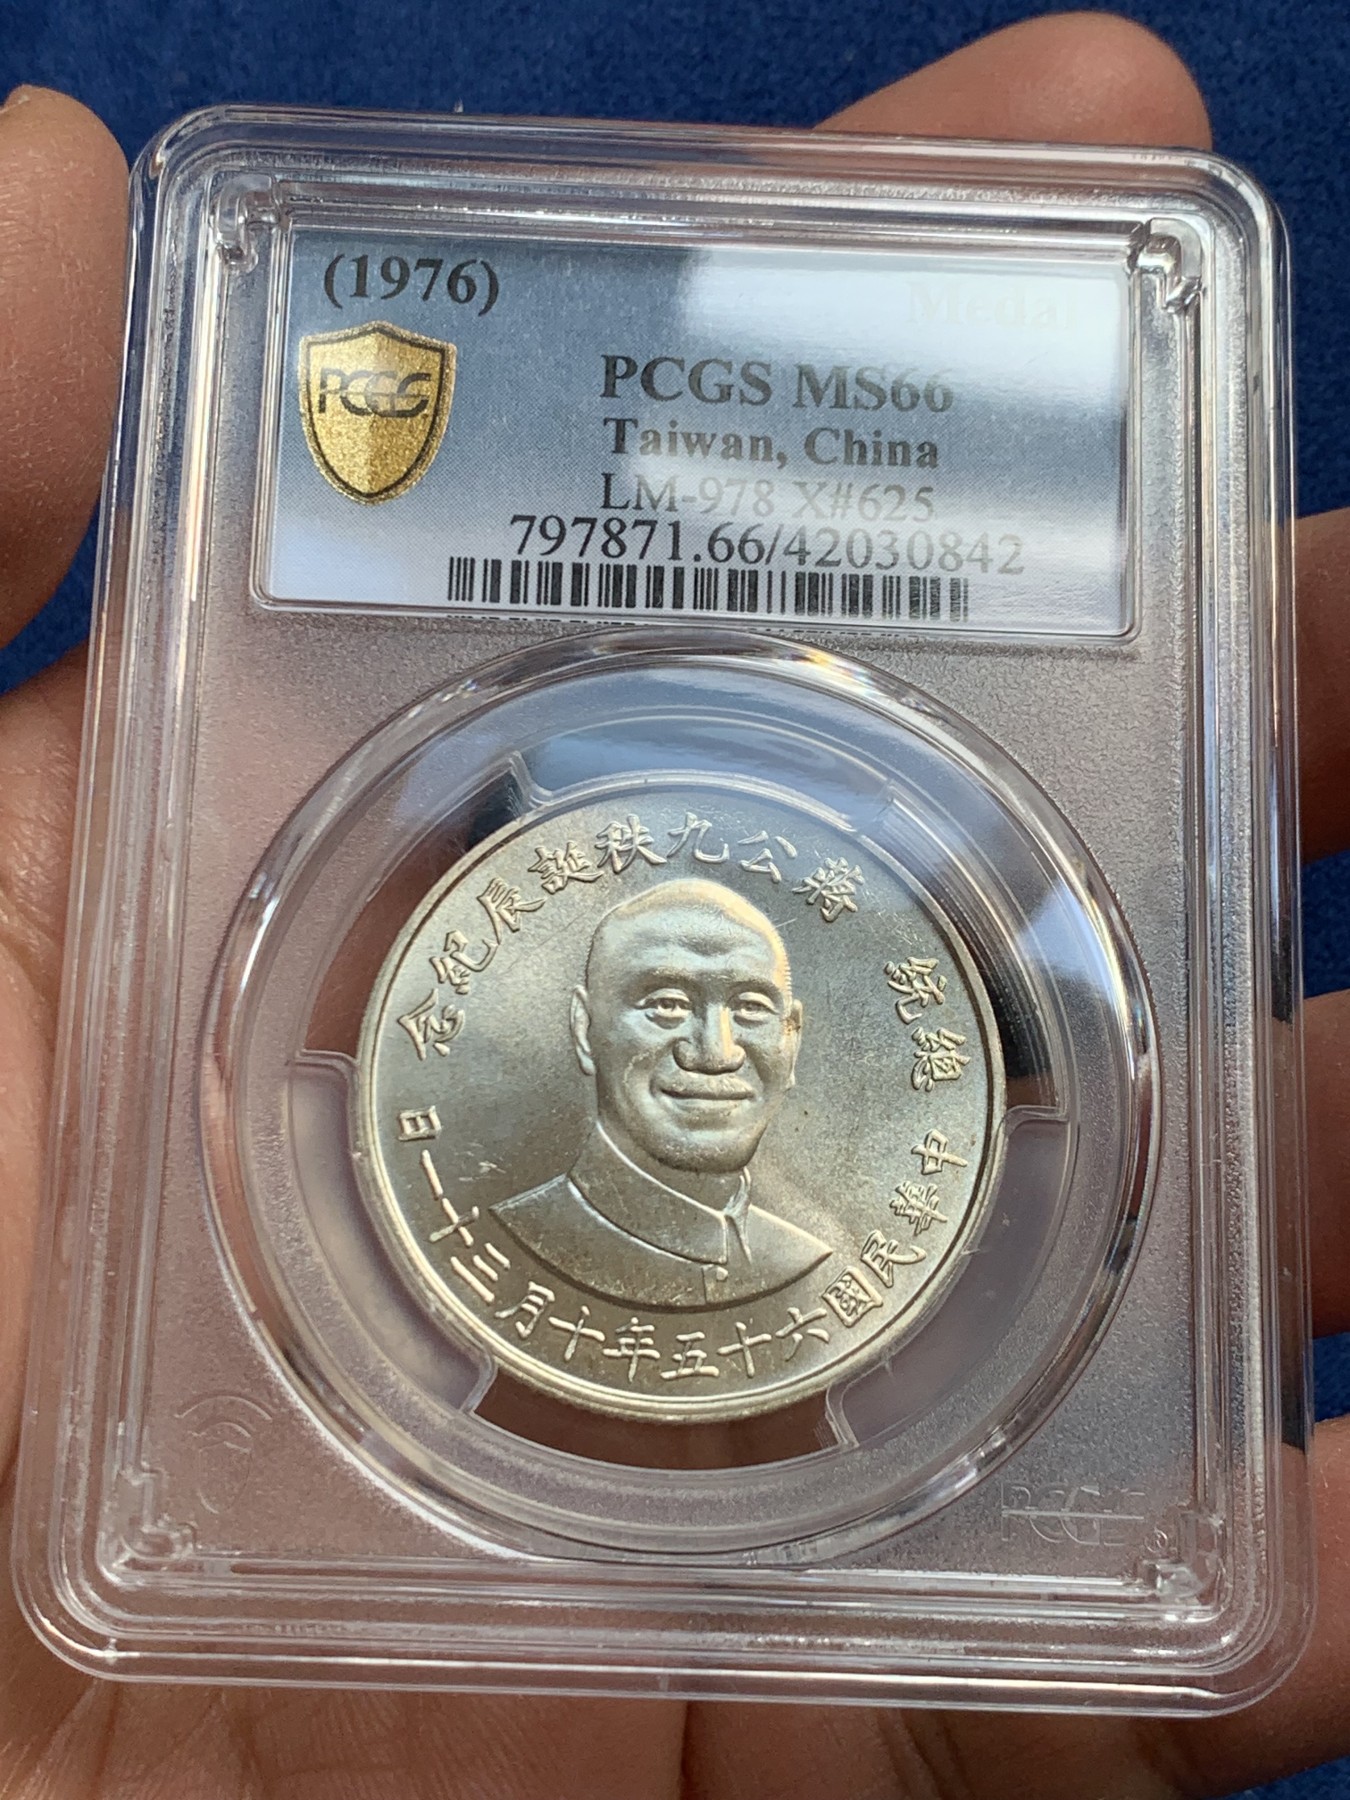 (1976)
Medal
PCGS
PCGS MS66
Taiwan, China
LM-978 X#625
797871.66/42030842
總統 蔣公九秩誕辰紀念
中華民國六十五年十月三十一日
PCGS